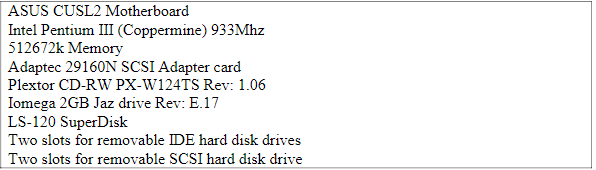 ASUS CUSL2 Motherboard
Intel Pentium III (Coppermine) 933Mhz
512672k Memory
Adaptec 29160N SCSI Adapter card
Plextor CD-RW PX-W124TS Rev: 1.06
Iomega 2GB Jaz drive Rev: E.17
LS-120 SuperDisk
Two slots for removable IDE hard disk drives
Two slots for removable SCSI hard disk drive